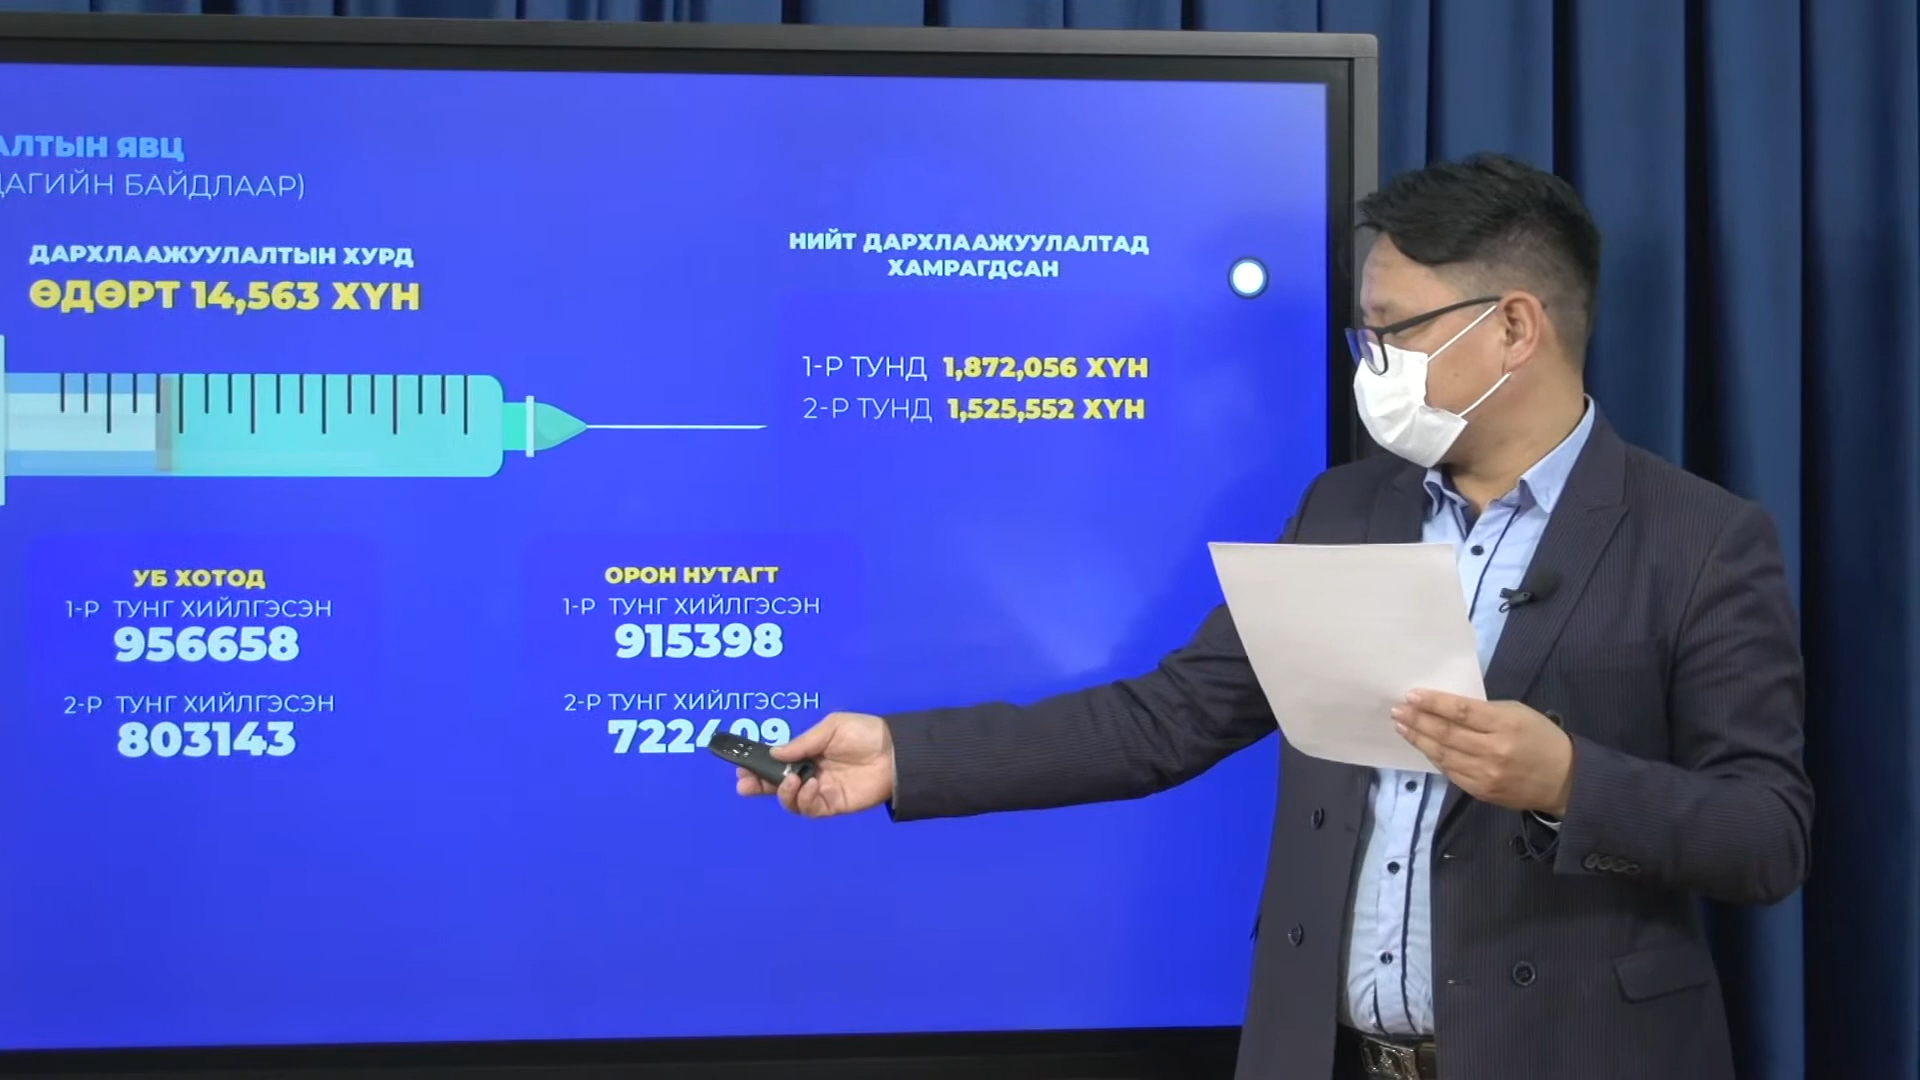 АЛТЫН ЯВЦ
ДАГИЙН БАЙДЛААР)
ДАРХЛААЖУУЛАЛТЫН ХУРД
ӨДӨРТ 14,563 ХҮН
НИЙТ ДАРХЛААЖУУЛАЛТАД
ХАМРАГДСАН
1-Р ТУНД 1,872,056 ХҮН
2-Р ТУНД 1,525,552 ХҮН
УБ ХОТОД
1-Р ТУНГ ХИЙЛГЭСЭН
956658
2-Р ТУНГ ХИЙЛГЭСЭН
803143
ОРОН НУТАГТ
1-Р ТУНГ ХИЙЛГЭСЭН
915398
2-Р ТУНГ ХИЙЛГЭСЭН
722409